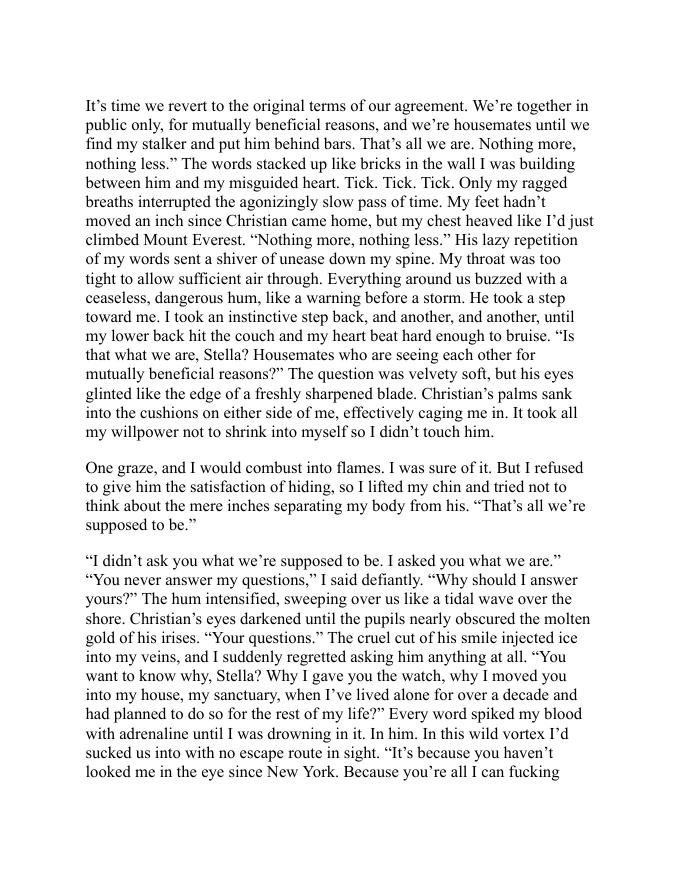 It’s time we revert to the original terms of our agreement. We’re together in
public only, for mutually beneficial reasons, and we’re housemates until we
find my stalker and put him behind bars. That’s all we are. Nothing more,
nothing less.” The words stacked up like bricks in the wall I was building
between him and my misguided heart. Tick. Tick. Tick. Only my ragged
breaths interrupted the agonizingly slow pass of time. My feet hadn’t
moved an inch since Christian came home, but my chest heaved like I’d just
climbed Mount Everest. “Nothing more, nothing less.” His lazy repetition
of my words sent a shiver of unease down my spine. My throat was too
tight to allow sufficient air through. Everything around us buzzed with a
ceaseless, dangerous hum, like a warning before a storm. He took a step
toward me. I took an instinctive step back, and another, and another, until
my lower back hit the couch and my heart beat hard enough to bruise. “Is
that what we are, Stella? Housemates who are seeing each other for
mutually beneficial reasons?” The question was velvety soft, but his eyes
glinted like the edge of a freshly sharpened blade. Christian’s palms sank
into the cushions on either side of me, effectively caging me in. It took all
my willpower not to shrink into myself so I didn’t touch him.
One graze, and I would combust into flames. I was sure of it. But I refused
to give him the satisfaction of hiding, so I lifted my chin and tried not to
think about the mere inches separating my body from his. “That’s all we’re
supposed to be.”
“I didn’t ask you what we’re supposed to be. I asked you what we are.”
“You never answer my questions,” I said defiantly. “Why should I answer
yours?” The hum intensified, sweeping over us like a tidal wave over the
shore. Christian’s eyes darkened until the pupils nearly obscured the molten
gold of his irises. “Your questions.” The cruel cut of his smile injected ice
into my veins, and I suddenly regretted asking him anything at all. “You
want to know why, Stella? Why I gave you the watch, why I moved you
into my house, my sanctuary, when I’ve lived alone for over a decade and
had planned to do so for the rest of my life?” Every word spiked my blood
with adrenaline until I was drowning in it. In him. In this wild vortex I’d
sucked us into with no escape route in sight. “It’s because you haven’t
looked me in the eye since New York. Because you’re all I can fucking